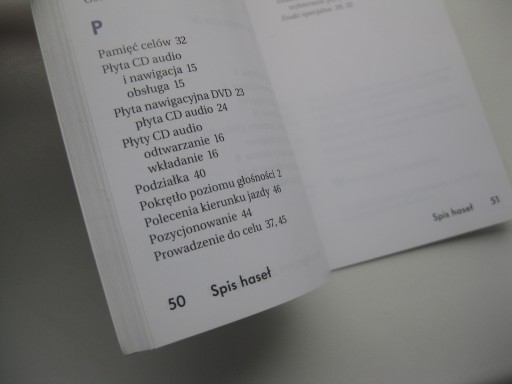 P
Pamięć celów 32
Płyta CD audio
i nawigacja 15
obsługa 15
Płyta nawigacyjna DVD 23
płyta CD audio 24
Płyty CD audio
odtwarzanie 16
wkładanie 16
Podziałka 40
Pokrętło poziomu głośności 2
Polecenia kierunku jazdy 46
Pozycjonowanie 44
Prowadzenie do celu 37, 45
50 Spis haseł
Spis haseł 51